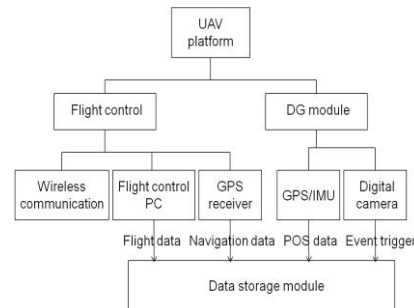 UAV
platform
Flight control
DG module
Wireless
communication
Flight control
PC
GPS
receiver
GPS/IMU
Digital
camera
Flight data
Navigation data
POS data
Event trigger
Data storage module